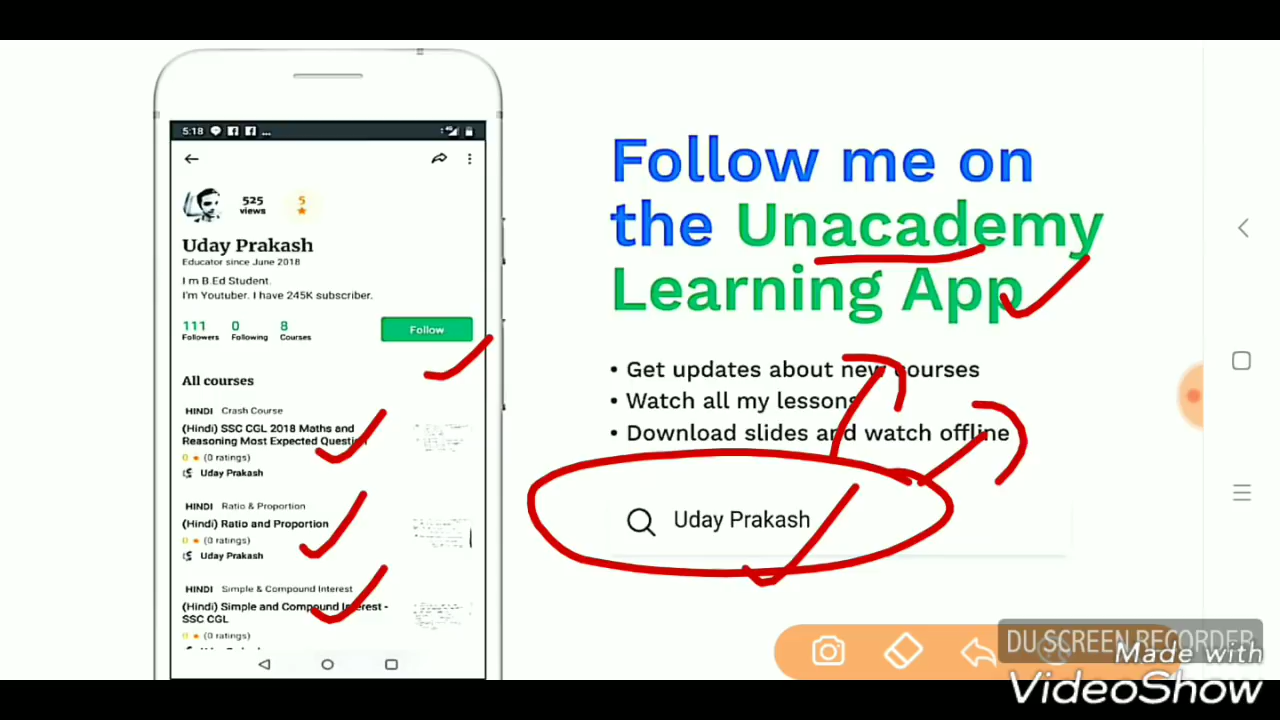 5:18
525
views
5
Uday Prakash
Educator since June 2018
I m B.Ed Student.
I'm Youtuber. I have 245K subscriber.
111
Followers
0
Following
8
Courses
Follow
All courses
HINDI Crash Course
(Hindi) SSC CGL 2018 Maths and
Reasoning Most Expected Question
0 ★ (0 ratings)
Uday Prakash
HINDI Ratio & Proportion
(Hindi) Ratio and Proportion
0 ★ (0 ratings)
Uday Prakash
HINDI Simple & Compound Interest
(Hindi) Simple and Compound Interest -
SSC CGL
0 ★ (0 ratings)
Follow me on
the Unacademy
Learning App
• Get updates about new courses
• Watch all my lessons
• Download slides and watch offline
Uday Prakash
DU SCREEN RECORDER
Made with
VideoShow